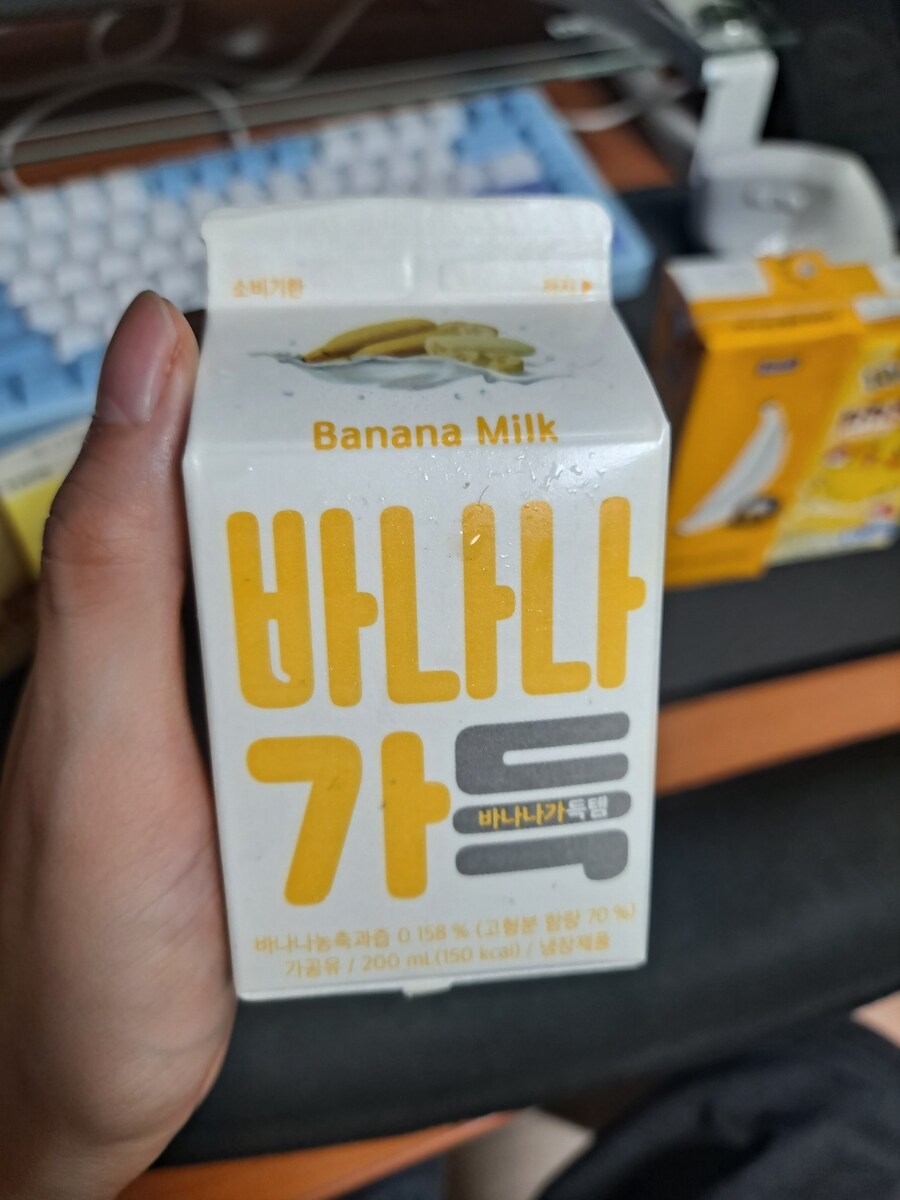 소비기한
Banana Milk
바나나
가득
바나나가득템
바나나농축과즙 0.158 % (고형분 함량 70 %)
가공유 / 200 mL(150 kcal) / 냉장제품